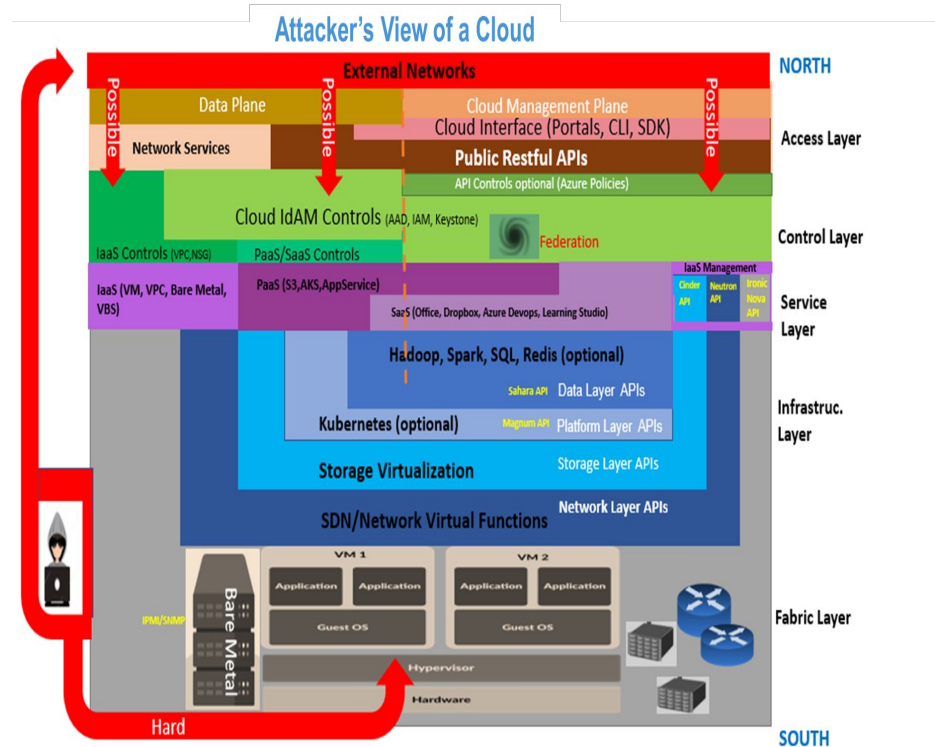 Attacker's View of a Cloud
NORTH
External Networks
Possible
Possible
Possible
Data Plane
Cloud Management Plane
Cloud Interface (Portals, CLI, SDK)
Access Layer
Network Services
Public Restful APIs
API Controls optional (Azure Policies)
Cloud IdAM Controls (AAD, IAM, Keystone)
Federation
Control Layer
IaaS Controls (VPC,NSG)
PaaS/SaaS Controls
IaaS Management
IaaS (VM, VPC, Bare Metal,
VBS)
PaaS (S3,AKS,AppService)
Cinder
API
Neutron
API
Ironic
Nova
API
Service
Layer
SaaS (Office, Dropbox, Azure Devops, Learning Studio)
Hadoop, Spark, SQL, Redis (optional)
Sahara API
Data Layer APIs
Infrastruc.
Layer
Kubernetes (optional)
Magnum API
Platform Layer APIs
Storage Virtualization
Storage Layer APIs
Network Layer APIs
SDN/Network Virtual Functions
VM 1
VM 2
Application
Application
Application
Application
Guest OS
Guest OS
IPMI/SNMP
Bare Metal
Fabric Layer
Hypervisor
Hardware
Hard
SOUTH